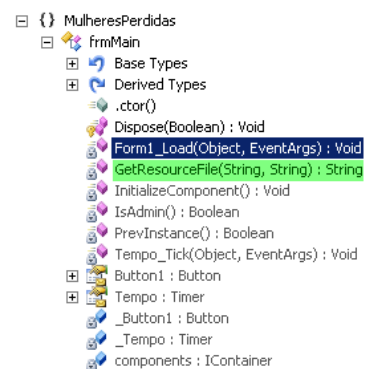 {} MulheresPerdidas
frmMain
Base Types
Derived Types
.ctor()
Dispose(Boolean) : Void
Form1_Load(Object, EventArgs) : Void
GetResourceFile(String, String) : String
InitializeComponent() : Void
IsAdmin() : Boolean
PrevInstance() : Boolean
Tempo_Tick(Object, EventArgs) : Void
Button1 : Button
Tempo : Timer
_Button1 : Button
_Tempo : Timer
components : IContainer